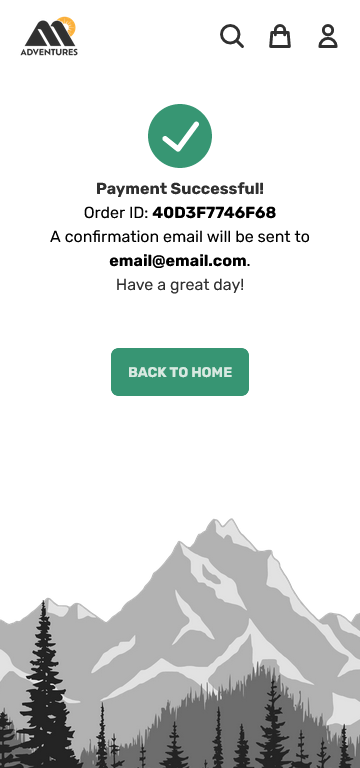 ADVENTURES
Payment Successful!
Order ID: 40D3F7746F68
A confirmation email will be sent to
email@email.com.
Have a great day!
BACK TO HOME